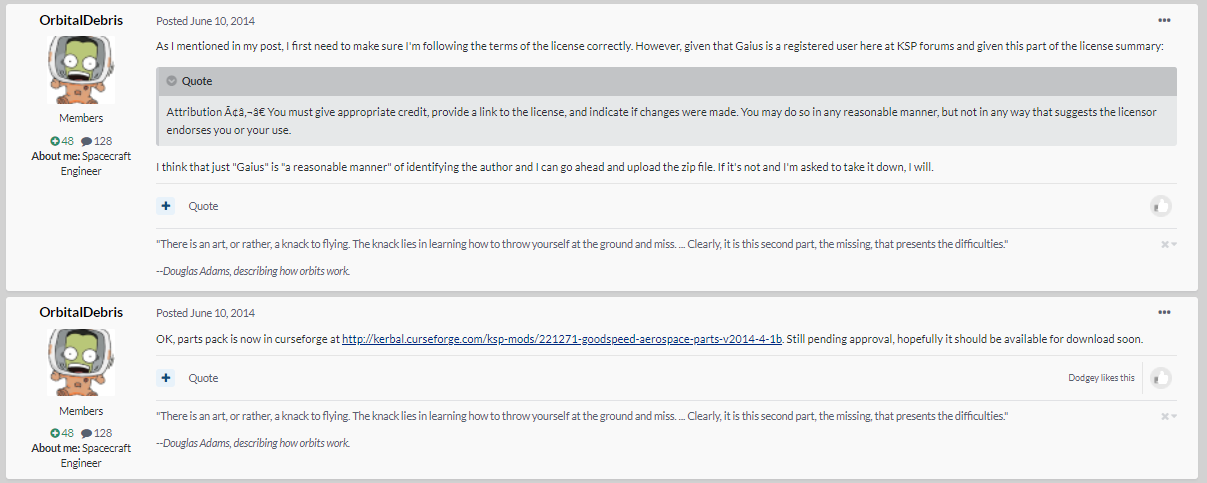 OrbitalDebris
Posted June 10, 2014
•••
As I mentioned in my post, I first need to make sure I'm following the terms of the license correctly. However, given that Gaius is a registered user here at KSP forums and given this part of the license summary:
Quote
Attribution Ã¢â‚¬â€ You must give appropriate credit, provide a link to the license, and indicate if changes were made. You may do so in any reasonable manner, but not in any way that suggests the licensor
endorses you or your use.
Members
48 128
About me: Spacecraft
Engineer
I think that just "Gaius" is "a reasonable manner" of identifying the author and I can go ahead and upload the zip file. If it's not and I'm asked to take it down, I will.
+ Quote
"There is an art, or rather, a knack to flying. The knack lies in learning how to throw yourself at the ground and miss. ... Clearly, it is this second part, the missing, that presents the difficulties."
--Douglas Adams, describing how orbits work.
OrbitalDebris
Posted June 10, 2014
•••
OK, parts pack is now in curseforge at http://kerbal.curseforge.com/ksp-mods/221271-goodspeed-aerospace-parts-v2014-4-1b. Still pending approval, hopefully it should be available for download soon.
+ Quote
Dodgey likes this
Members
48 128
About me: Spacecraft
Engineer
"There is an art, or rather, a knack to flying. The knack lies in learning how to throw yourself at the ground and miss. ... Clearly, it is this second part, the missing, that presents the difficulties."
--Douglas Adams, describing how orbits work.